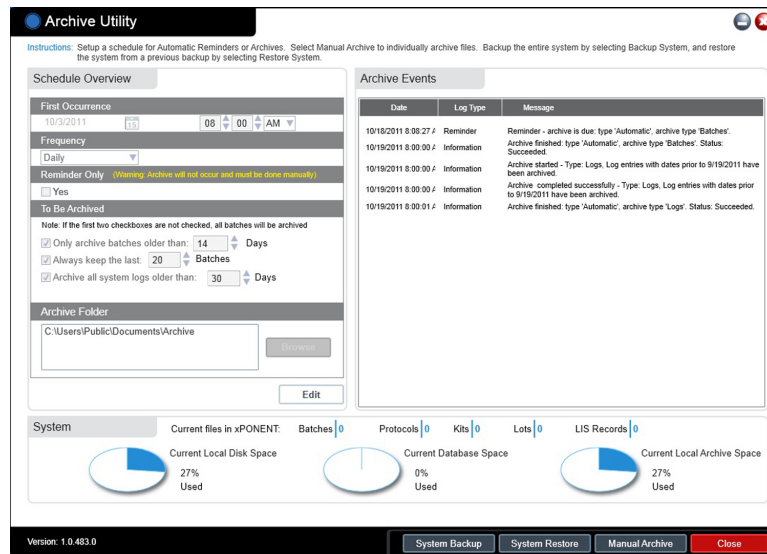 Archive Utility
Instructions: Setup a schedule for Automatic Reminders or Archives. Select Manual Archive to individually archive files. Backup the entire system by selecting Backup System, and restore
the system from a previous backup by selecting Restore System.
Schedule Overview
First Occurrence
10/3/2011 15 08 00 AM
Frequency
Daily
Reminder Only (Warning: Archive will not occur and must be done manually)
Yes
To Be Archived
Note: If the first two checkboxes are not checked, all batches will be archived
Only archive batches older than: 14 Days
Always keep the last: 20 Batches
Archive all system logs older than: 30 Days
Archive Folder
C:\Users\Public\Documents\Archive
Browse
Edit
Archive Events
Date Log Type Message
10/18/2011 8:08:27 A Reminder Reminder - archive is due: type 'Automatic', archive type 'Batches'.
10/19/2011 8:00:00 A Information Archive finished: type 'Automatic', archive type 'Batches'. Status:
Succeeded.
10/19/2011 8:00:00 A Information Archive started - Type: Logs, Log entries with dates prior to 9/19/2011 have
been archived.
10/19/2011 8:00:00 A Information Archive completed successfully - Type: Logs, Log entries with dates prior
to 9/19/2011 have been archived.
10/19/2011 8:00:01 A Information Archive finished: type 'Automatic', archive type 'Logs'. Status: Succeeded.
System
Current files in xPONENT: Batches 0 Protocols 0 Kits 0 Lots 0 LIS Records 0
Current Local Disk Space
27%
Used
Current Database Space
0%
Used
Current Local Archive Space
27%
Used
Version: 1.0.483.0
System Backup System Restore Manual Archive Close